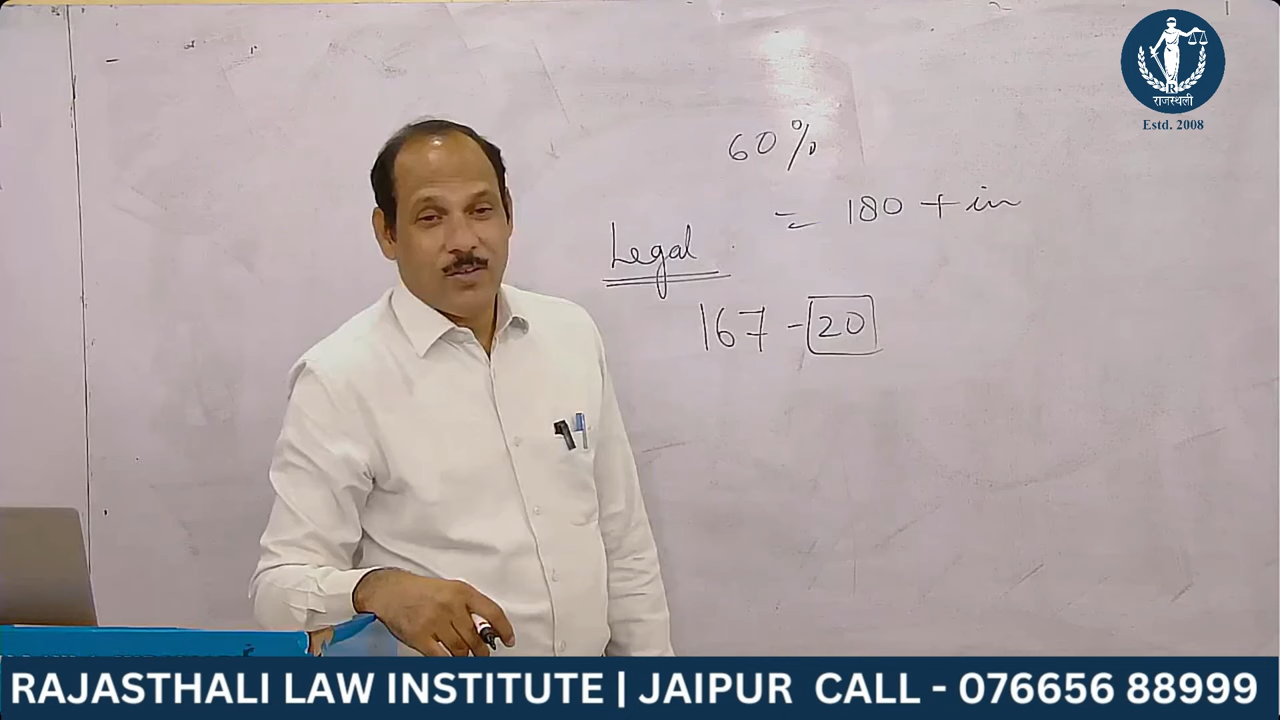 राजस्थली
Estd. 2008
60%
= 180 + in
Legal
167 - 20
RAJASTHALI LAW INSTITUTE | JAIPUR CALL - 076656 88999